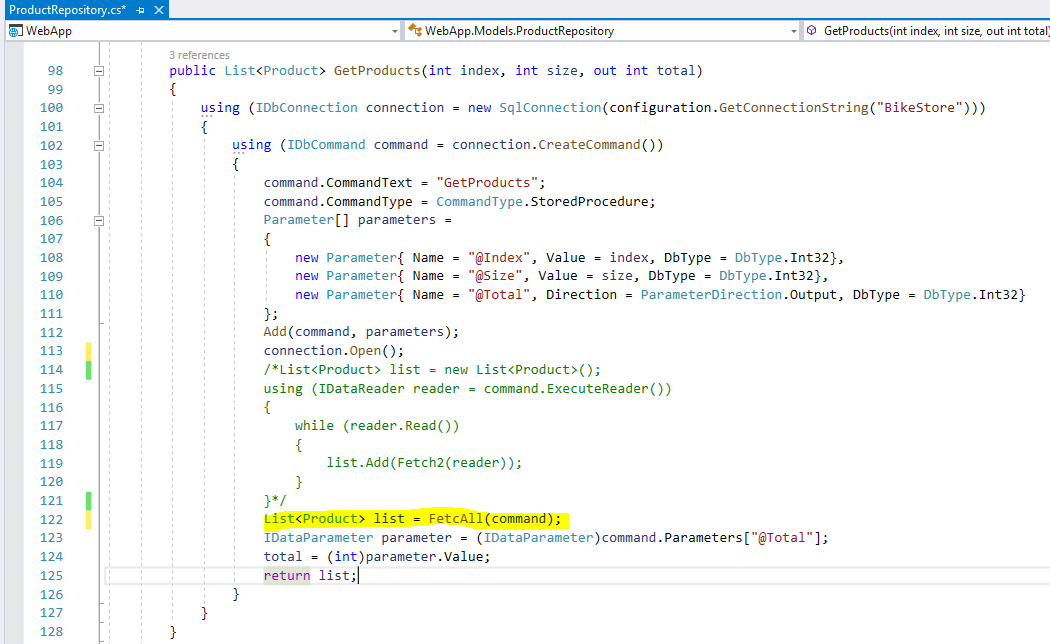 ProductRepository.cs*
WebApp WebApp.Models.ProductRepository GetProducts(int index, int size, out int total)
3 references
98 public List<Product> GetProducts(int index, int size, out int total)
99 {
100 using (IDbConnection connection = new SqlConnection(configuration.GetConnectionString("BikeStore")))
101 {
102 using (IDbCommand command = connection.CreateCommand())
103 {
104 command.CommandText = "GetProducts";
105 command.CommandType = CommandType.StoredProcedure;
106 Parameter[] parameters =
107 {
108 new Parameter{ Name = "@Index", Value = index, DbType = DbType.Int32},
109 new Parameter{ Name = "@Size", Value = size, DbType = DbType.Int32},
110 new Parameter{ Name = "@Total", Direction = ParameterDirection.Output, DbType = DbType.Int32}
111 };
112 Add(command, parameters);
113 connection.Open();
114 /*List<Product> list = new List<Product>();
115 using (IDataReader reader = command.ExecuteReader())
116 {
117 while (reader.Read())
118 {
119 list.Add(Fetch2(reader));
120 }
121 }*/
122 List<Product> list = FetcAll(command);
123 IDataParameter parameter = (IDataParameter)command.Parameters["@Total"];
124 total = (int)parameter.Value;
125 return list;
126 }
127 }
128 }